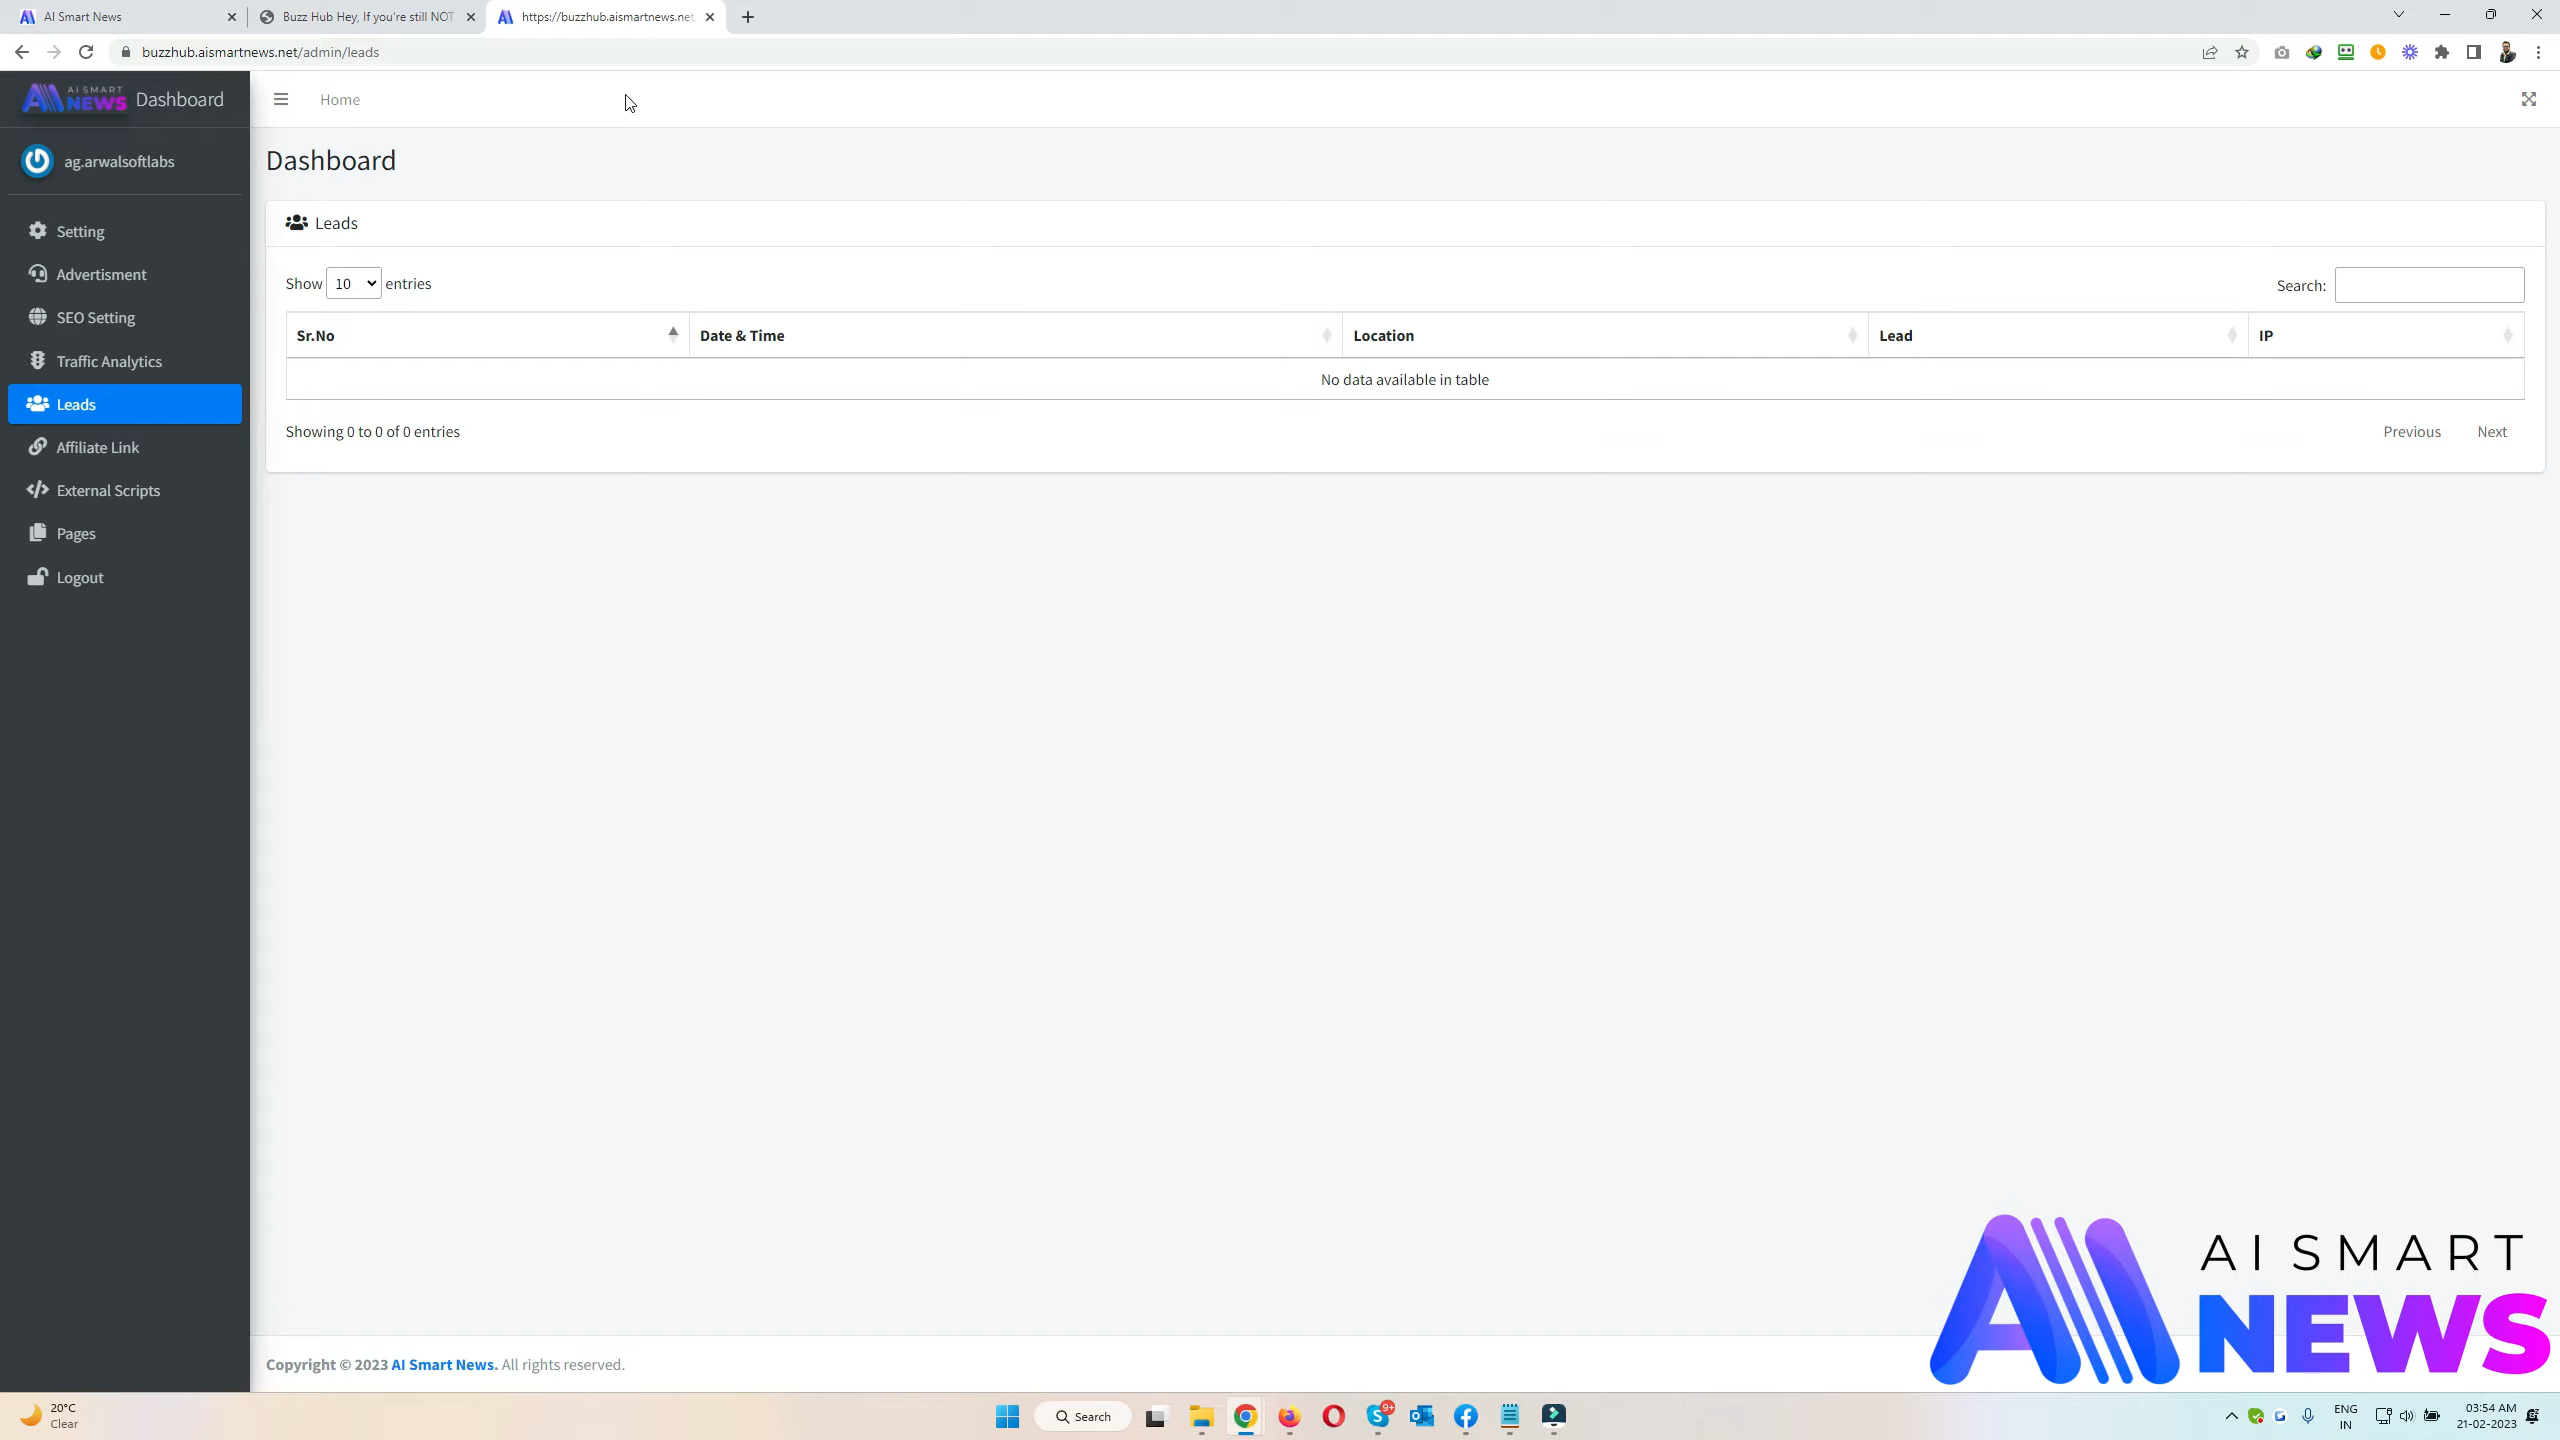 AI Smart News
Buzz Hub Hey, If you're still NOT
https://buzzhub.aismartnews.net
buzzhub.aismartnews.net/admin/leads
AI SMART
NEWS
Dashboard
Home
ag.arwalsoftlabs
Dashboard
Setting
Leads
Advertisment
Show 10 entries
Search:
SEO Setting
Sr.No Date & Time Location Lead IP
Traffic Analytics
No data available in table
Leads
Showing 0 to 0 of 0 entries
Previous Next
Affiliate Link
External Scripts
Pages
Logout
AI SMART
NEWS
Copyright © 2023 AI Smart News. All rights reserved.
20°C
Clear
Search
9+
ENG
IN
03:54 AM
21-02-2023